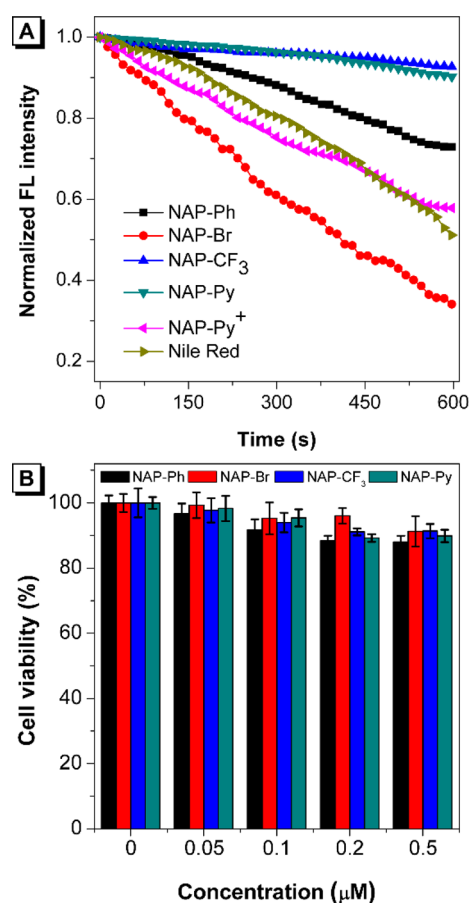 A
Normalized FL intensity
1.0
0.8
0.6
0.4
0.2
NAP-Ph
NAP-Br
NAP-CF₃
NAP-Py
NAP-Py⁺
Nile Red
0 150 300 450 600
Time (s)
B
NAP-Ph NAP-Br NAP-CF₃ NAP-Py
Cell viability (%)
100
80
60
40
20
0
0 0.05 0.1 0.2 0.5
Concentration (μM)